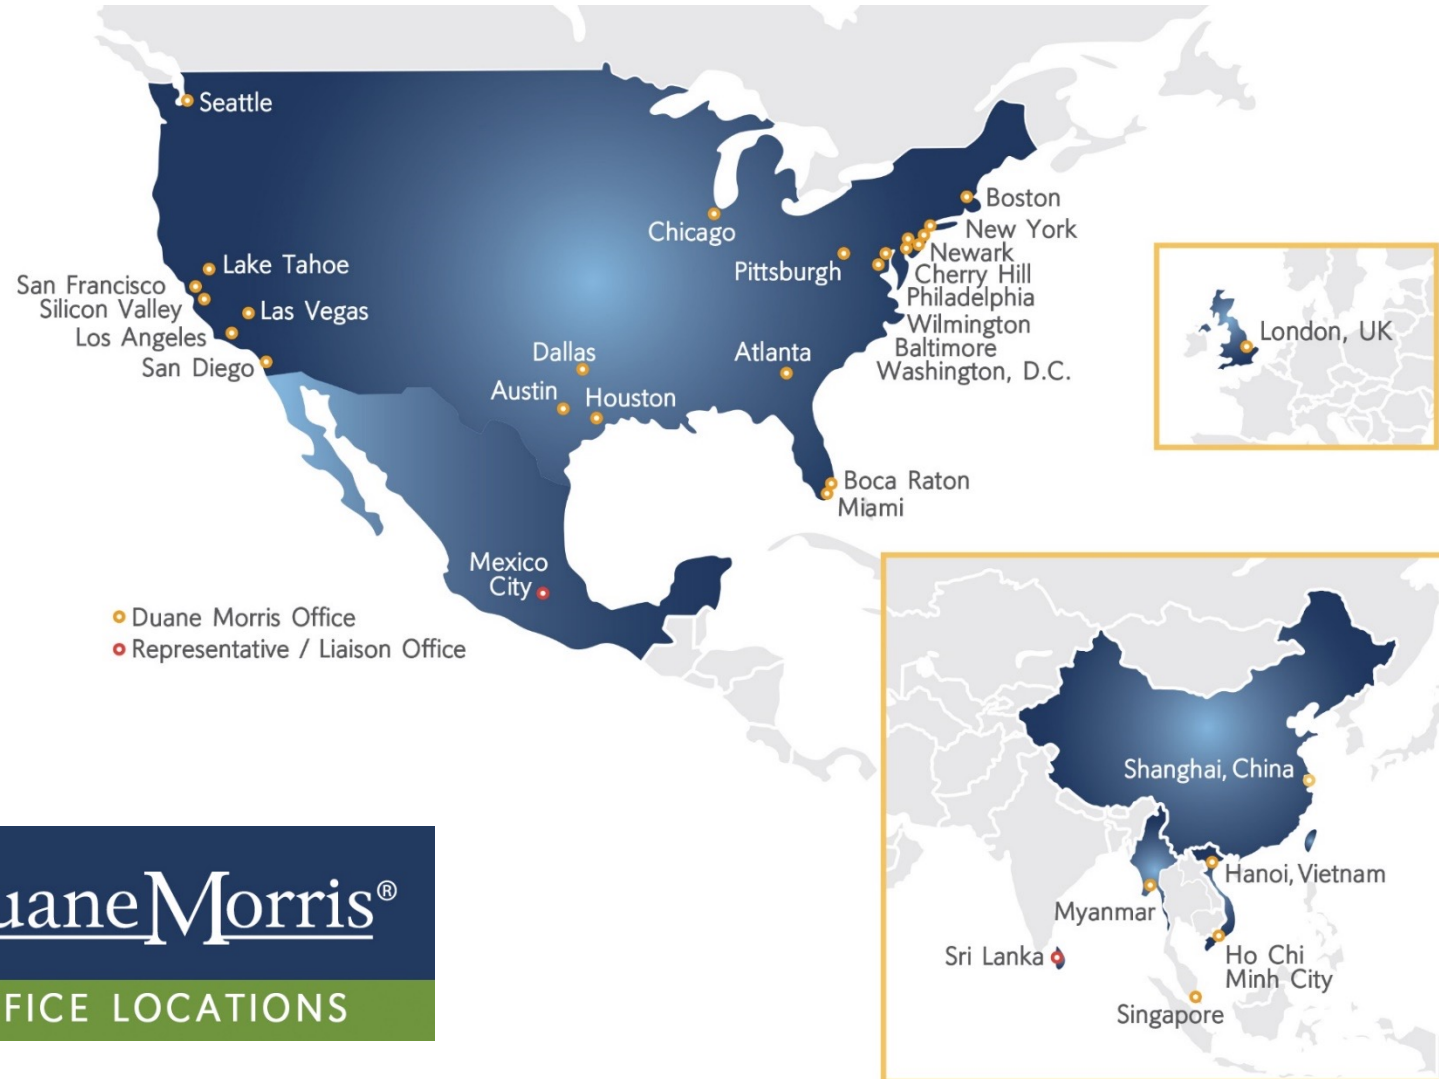 Seattle
Boston
New York
Newark
Cherry Hill
Philadelphia
Wilmington
Baltimore
Washington, D.C.
Chicago
Pittsburgh
Lake Tahoe
San Francisco
Silicon Valley
Las Vegas
Los Angeles
San Diego
Dallas
Atlanta
Austin
Houston
Boca Raton
Miami
Mexico
City
London, UK
Duane Morris Office
Representative / Liaison Office
Shanghai, China
Hanoi, Vietnam
Myanmar
Sri Lanka
Ho Chi
Minh City
Singapore
uaneMorris®
FICE LOCATIONS